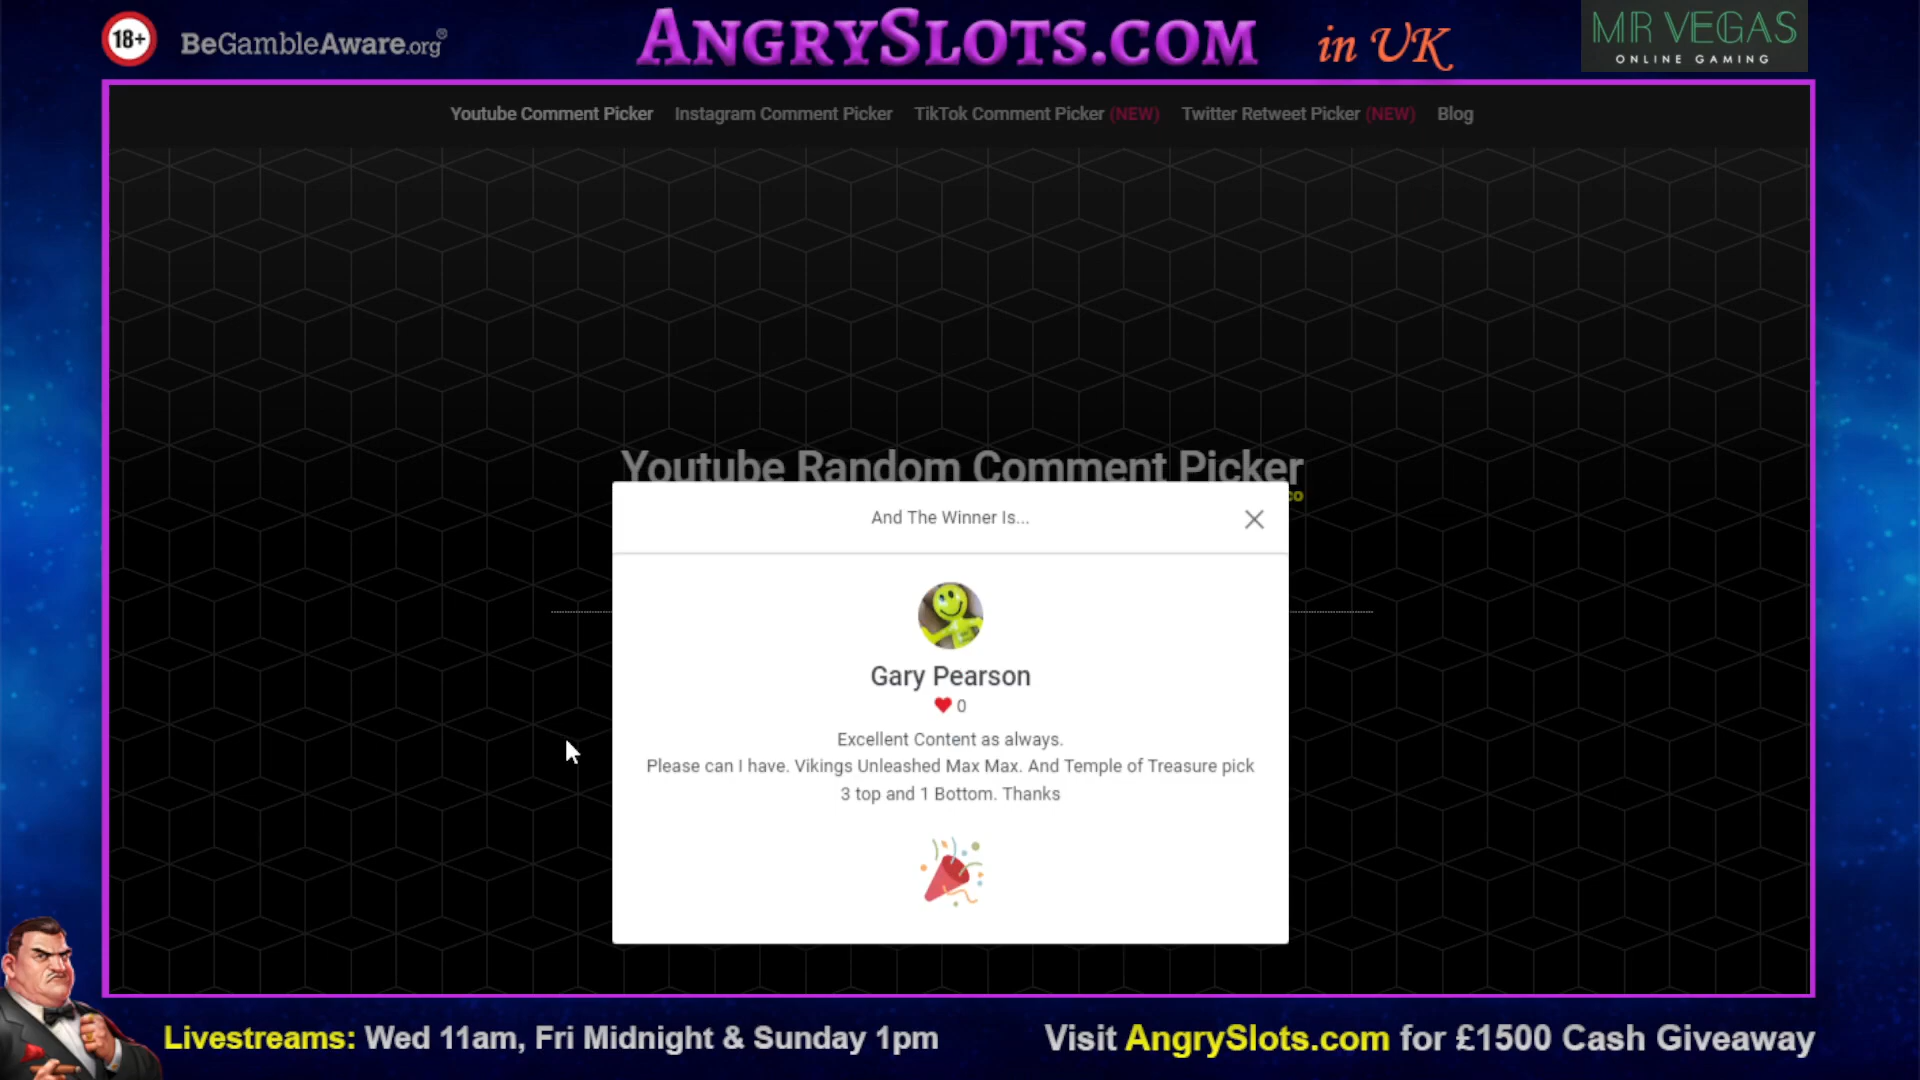 18+
BeGambleAware.org®
AngrySlots.com
in UK
MR VEGAS
ONLINE GAMING
Youtube Comment Picker Instagram Comment Picker TikTok Comment Picker (NEW) Twitter Retweet Picker (NEW) Blog
Youtube Random Comment Picker
co
And The Winner Is...
Gary Pearson
0
Excellent Content as always.
Please can I have. Vikings Unleashed Max Max. And Temple of Treasure pick
3 top and 1 Bottom. Thanks
Livestreams: Wed 11am, Fri Midnight & Sunday 1pm
Visit AngrySlots.com for £1500 Cash Giveaway